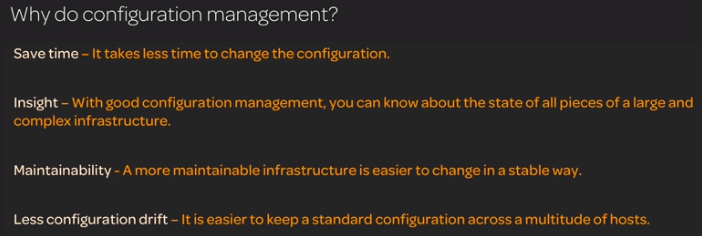 Why do configuration management?
Save time – It takes less time to change the configuration.
Insight – With good configuration management, you can know about the state of all pieces of a large and
complex infrastructure.
Maintainability - A more maintainable infrastructure is easier to change in a stable way.
Less configuration drift – It is easier to keep a standard configuration across a multitude of hosts.